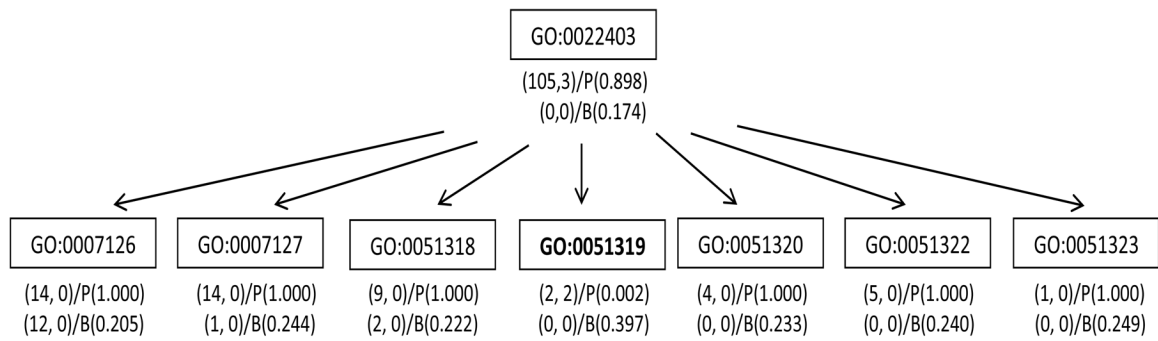 GO:0022403
(105,3)/P(0.898)
(0,0)/B(0.174)
GO:0007126 GO:0007127 GO:0051318 GO:0051319 GO:0051320 GO:0051322 GO:0051323
(14, 0)/P(1.000) (14, 0)/P(1.000) (9, 0)/P(1.000) (2, 2)/P(0.002) (4, 0)/P(1.000) (5, 0)/P(1.000) (1, 0)/P(1.000)
(12, 0)/B(0.205) (1, 0)/B(0.244) (2, 0)/B(0.222) (0, 0)/B(0.397) (0, 0)/B(0.233) (0, 0)/B(0.240) (0, 0)/B(0.249)